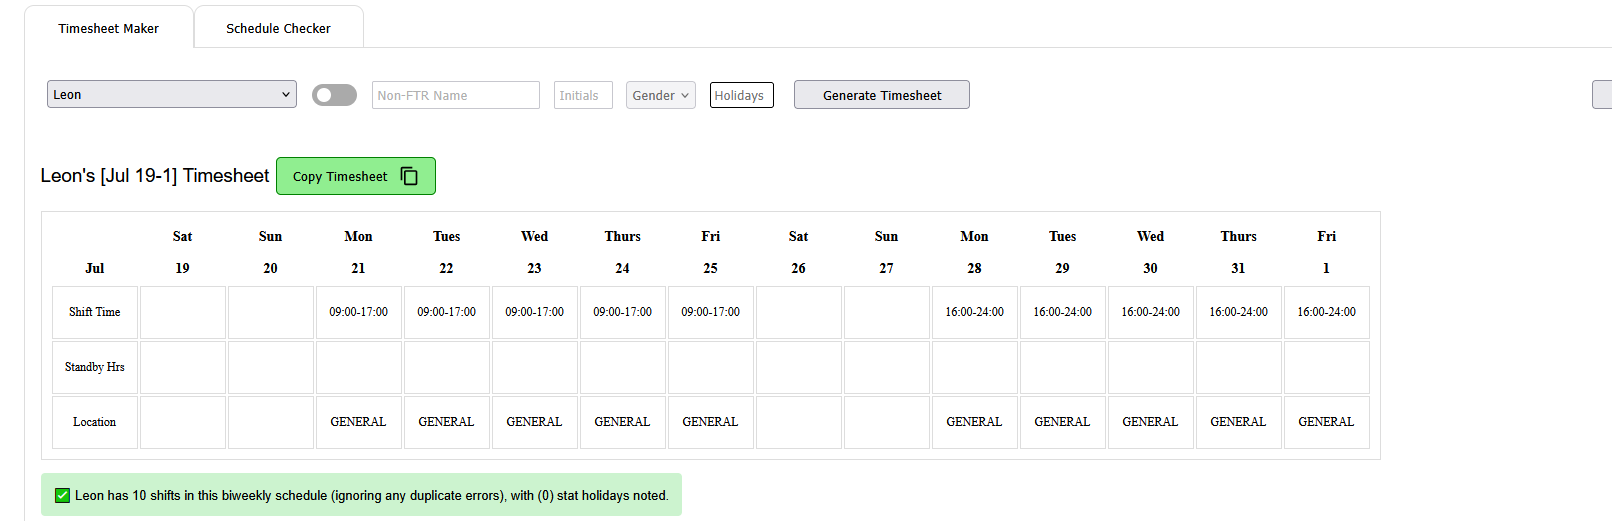 Timesheet Maker Schedule Checker
Leon Non-FTR Name Initials Gender Holidays Generate Timesheet
Leon's [Jul 19-1] Timesheet Copy Timesheet
Sat Sun Mon Tues Wed Thurs Fri Sat Sun Mon Tues Wed Thurs Fri
Jul 19 20 21 22 23 24 25 26 27 28 29 30 31 1
Shift Time 09:00-17:00 09:00-17:00 09:00-17:00 09:00-17:00 09:00-17:00 16:00-24:00 16:00-24:00 16:00-24:00 16:00-24:00 16:00-24:00
Standby Hrs
Location GENERAL GENERAL GENERAL GENERAL GENERAL GENERAL GENERAL GENERAL GENERAL GENERAL
Leon has 10 shifts in this biweekly schedule (ignoring any duplicate errors), with (0) stat holidays noted.